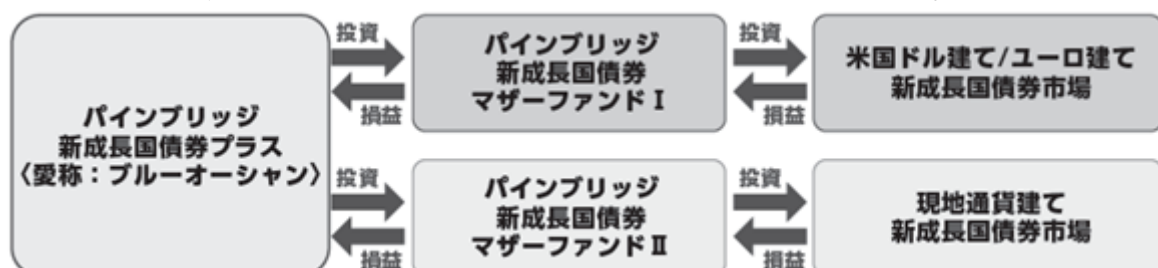 パインブリッジ
新成長国債券プラス
〈愛称：ブルーオーシャン〉
投資
損益
パインブリッジ
新成長国債券
マザーファンドⅠ
投資
損益
米国ドル建て/ユーロ建て
新成長国債券市場
投資
損益
パインブリッジ
新成長国債券
マザーファンドⅡ
投資
損益
現地通貨建て
新成長国債券市場